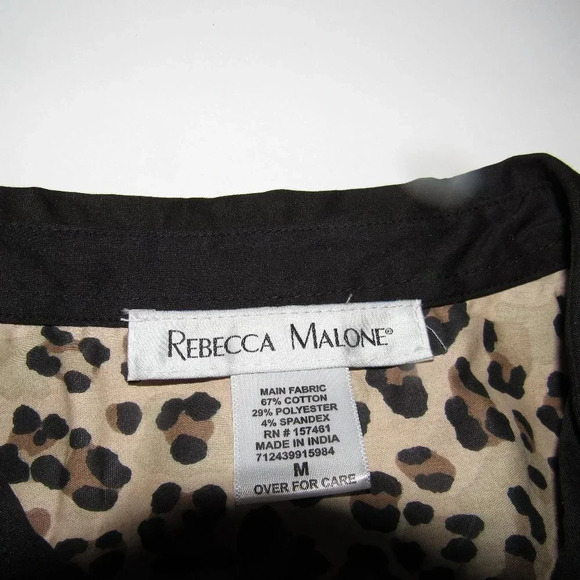 REBECCA MALONE®
MAIN FABRIC
67% COTTON
29% POLYESTER
4% SPANDEX
RN # 157461
MADE IN INDIA
712439915984
M
OVER FOR CARE